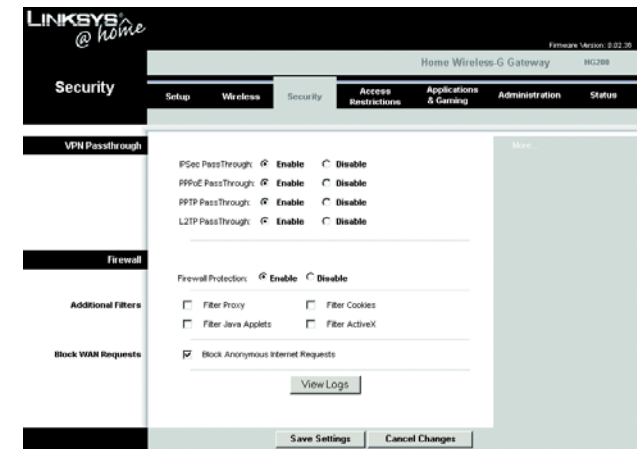 LINKSYS
@ home
Firmware Version: 0.02.36
Home Wireless-G Gateway HG200
Security
Setup Wireless Security Access Restrictions Applications & Gaming Administration Status
VPN Passthrough
More...
IPSec PassThrough: Enable Disable
PPPoE PassThrough: Enable Disable
PPTP PassThrough: Enable Disable
L2TP PassThrough: Enable Disable
Firewall
Firewall Protection: Enable Disable
Additional Filters
Filter Proxy Filter Cookies
Filter Java Applets Filter ActiveX
Block WAN Requests
Block Anonymous Internet Requests
View Logs
Save Settings Cancel Changes